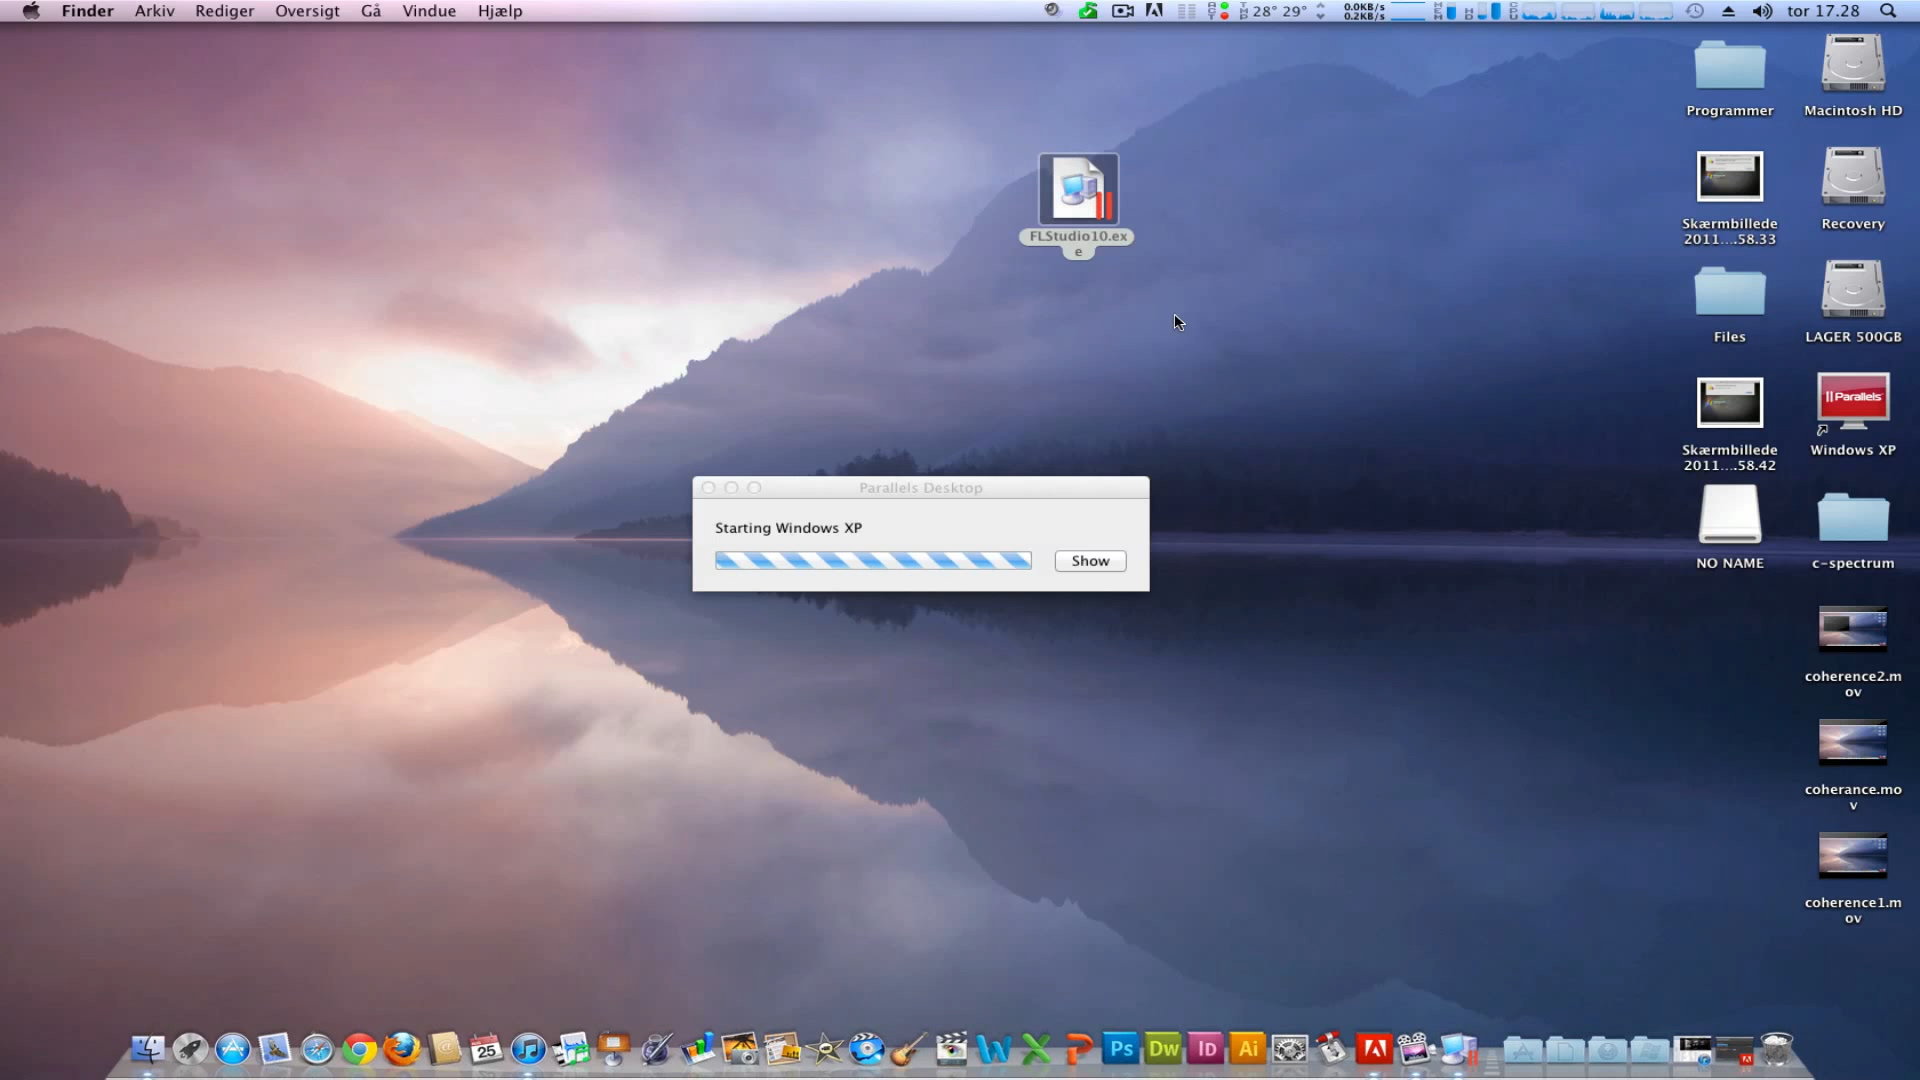 Finder Arkiv Rediger Oversigt Gå Vindue Hjælp
28° 29° 0.0KB/s tor 17.28
0.2KB/s
Programmer
Macintosh HD
FLStudio10.ex
e
Skærmbillede
2011....58.33
Recovery
Files
LAGER 500GB
Parallels
Skærmbillede
2011....58.42
Windows XP
Parallels Desktop
Starting Windows XP
Show
NO NAME
c-spectrum
coherence2.m
ov
coherance.mo
v
coherence1.m
ov
25
Ps Dw Id Ai